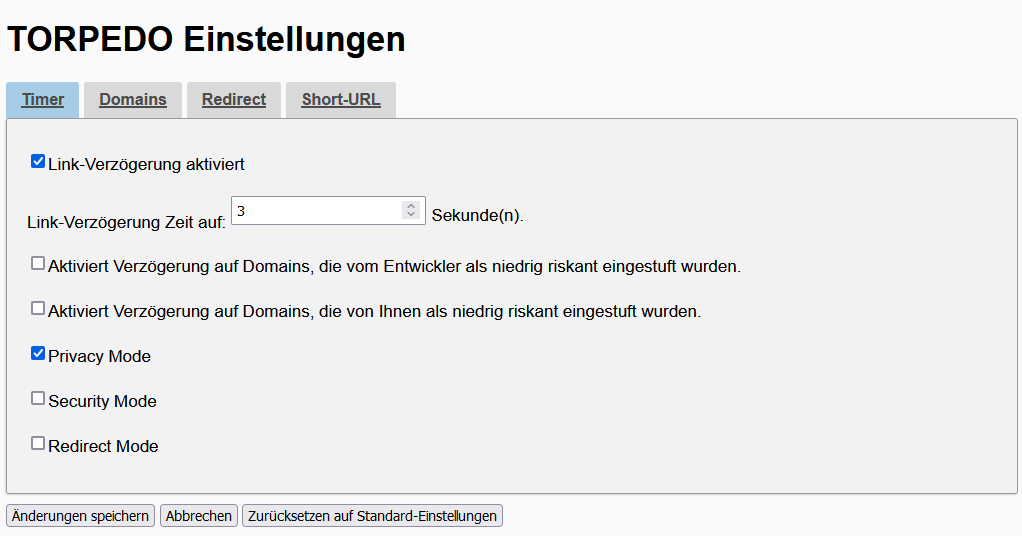 TORPEDO Einstellungen
Timer Domains Redirect Short-URL
Link-Verzögerung aktiviert
Link-Verzögerung Zeit auf: 3 Sekunde(n).
Aktiviert Verzögerung auf Domains, die vom Entwickler als niedrig riskant eingestuft wurden.
Aktiviert Verzögerung auf Domains, die von Ihnen als niedrig riskant eingestuft wurden.
Privacy Mode
Security Mode
Redirect Mode
Änderungen speichern Abbrechen Zurücksetzen auf Standard-Einstellungen